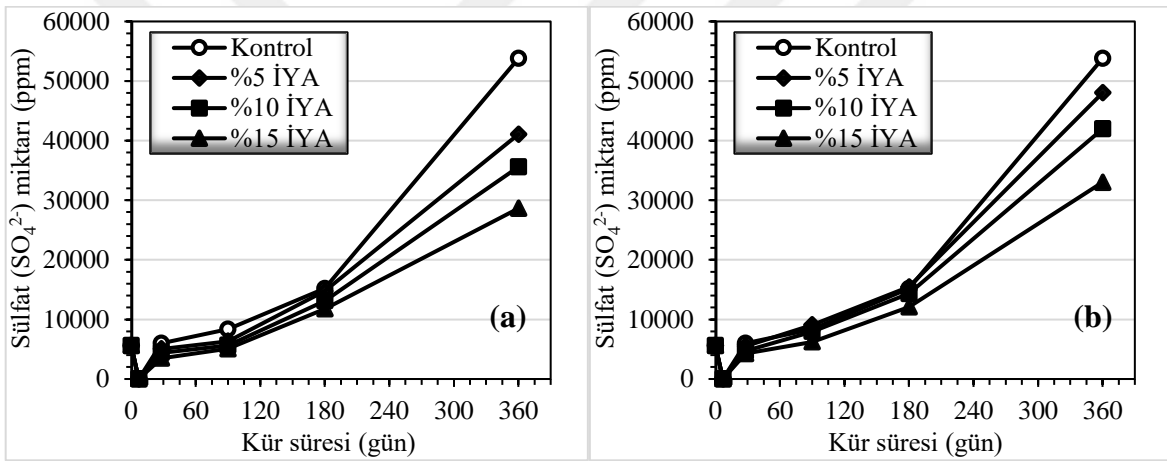 Sülfat (SO₄²⁻) miktarı (ppm)
60000
50000
40000
30000
20000
10000
0
Kontrol
%5 İYA
%10 İYA
%15 İYA
(a)
0 60 120 180 240 300 360
Kür süresi (gün)
Sülfat (SO₄²⁻) miktarı (ppm)
60000
50000
40000
30000
20000
10000
0
Kontrol
%5 İYA
%10 İYA
%15 İYA
(b)
0 60 120 180 240 300 360
Kür süresi (gün)